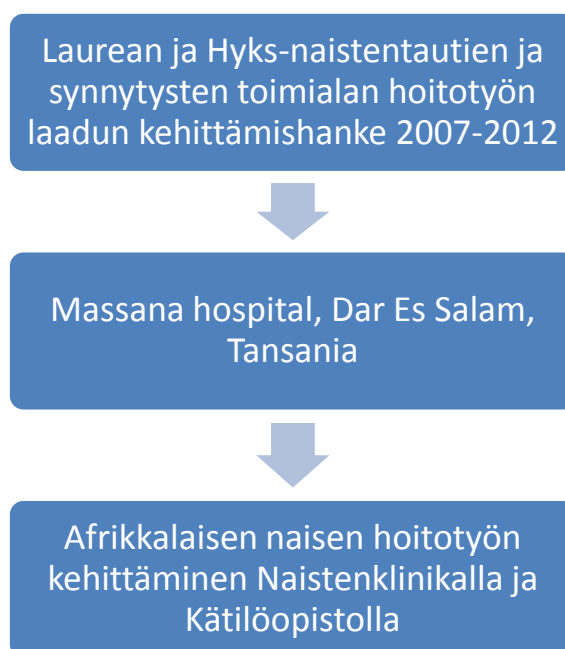 Laurean ja Hyks-naistentautien ja
synnytysten toimialan hoitotyön
laadun kehittämishanke 2007-2012
Massana hospital, Dar Es Salam,
Tansania
Afrikkalaisen naisen hoitotyön
kehittäminen Naistenklinikalla ja
Kätilöopistolla